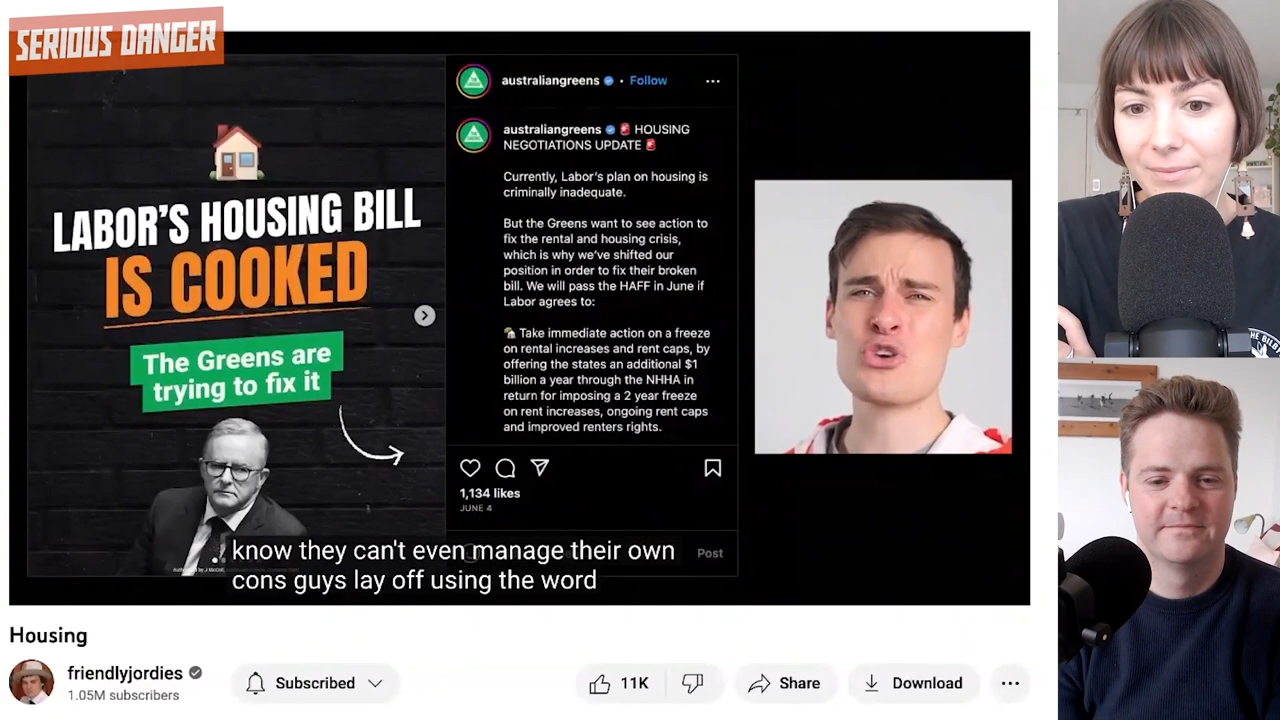 SERIOUS DANGER
LABOR'S HOUSING BILL
IS COOKED
The Greens are
trying to fix it
australiangreens • Follow
australiangreens 🚨 HOUSING
NEGOTIATIONS UPDATE 🚨
Currently, Labor's plan on housing is
criminally inadequate.
But the Greens want to see action to
fix the rental and housing crisis,
which is why we've shifted our
position in order to fix their broken
bill. We will pass the HAFF in June if
Labor agrees to:
🏡 Take immediate action on a freeze
on rental increases and rent caps, by
offering the states an additional $1
billion a year through the NHHA in
return for imposing a 2 year freeze
on rent increases, ongoing rent caps
and improved renters rights.
1,134 likes
JUNE 4
Post
know they can't even manage their own
cons guys lay off using the word
Housing
friendlyjordies
1.05M subscribers
Subscribed
11K
Share
Download
THE BILB